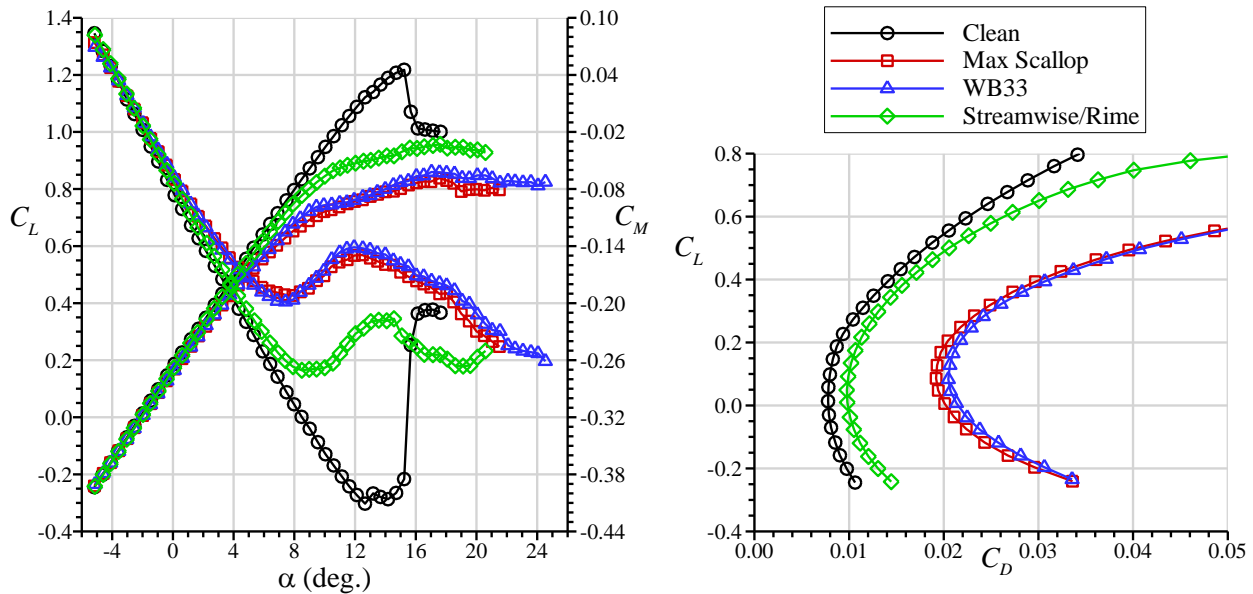 1.4
1.2
1.0
0.8
0.6
0.4
0.2
0.0
-0.2
-0.4
C_L
-4 0 4 8 12 16 20 24
α (deg.)
0.10
0.04
-0.02
-0.08
-0.14
-0.20
-0.26
-0.32
-0.38
-0.44
C_M
Clean
Max Scallop
WB33
Streamwise/Rime
0.8
0.6
0.4
0.2
0.0
-0.2
-0.4
C_L
0.00 0.01 0.02 0.03 0.04 0.05
C_D